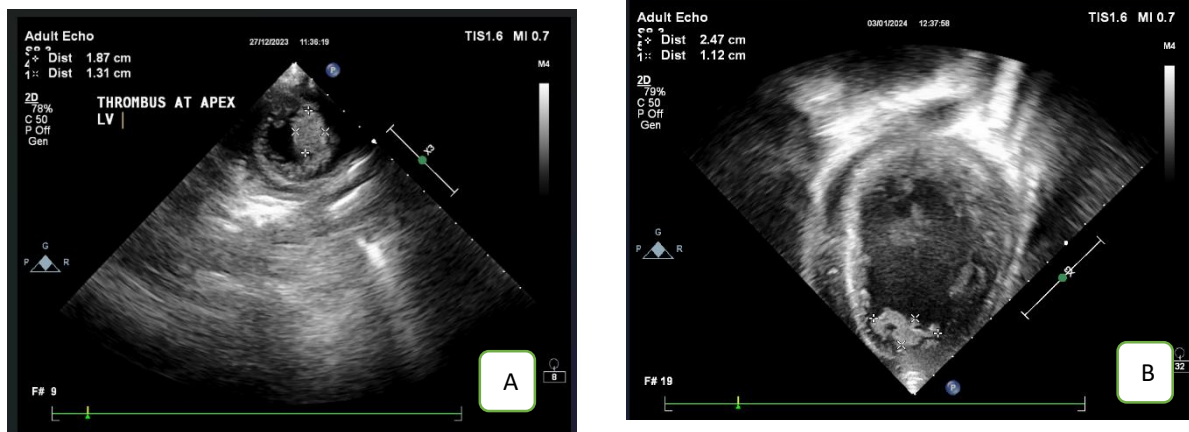 Adult Echo
27/12/2023 11:36:19
TIS1.6 MI 0.7
Dist 1.87 cm
Dist 1.31 cm
M4
2D
78%
C 50
P Off
Gen
THROMBUS AT APEX
LV
X3
G
P R
P
F# 9
8
A
Adult Echo
03/01/2024 12:37:58
TIS1.6 MI 0.7
Dist 2.47 cm
1 Dist 1.12 cm
M4
2D
79%
C 50
P Off
Gen
G
P R
P
F# 19
32
B